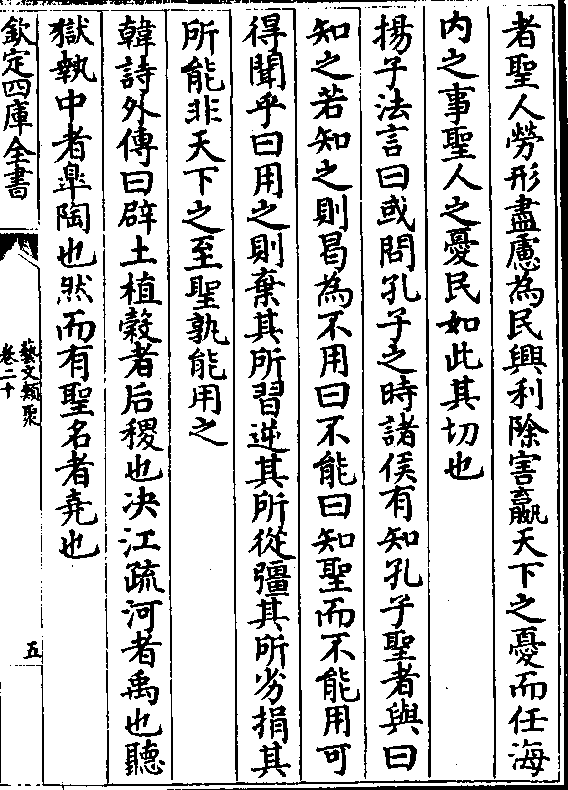 者聖人勞形盡慮為民興利除害嬴天下之憂而任海
内之事聖人之憂民如此其切也
揚子法言曰或問孔子之時諸侯有知孔子聖者與曰
知之若知之則曷為不用曰不能曰知聖而不能用可
得聞乎曰用之則棄其所習逆其所從彊其所劣捐其
所能非天下之至聖孰能用之
韓詩外傳曰辟土植穀者后稷也决江疏河者禹也聽
獄執中者臯陶也然而有聖名者堯也
欽定四庫全書
藝文類聚
卷二十
五